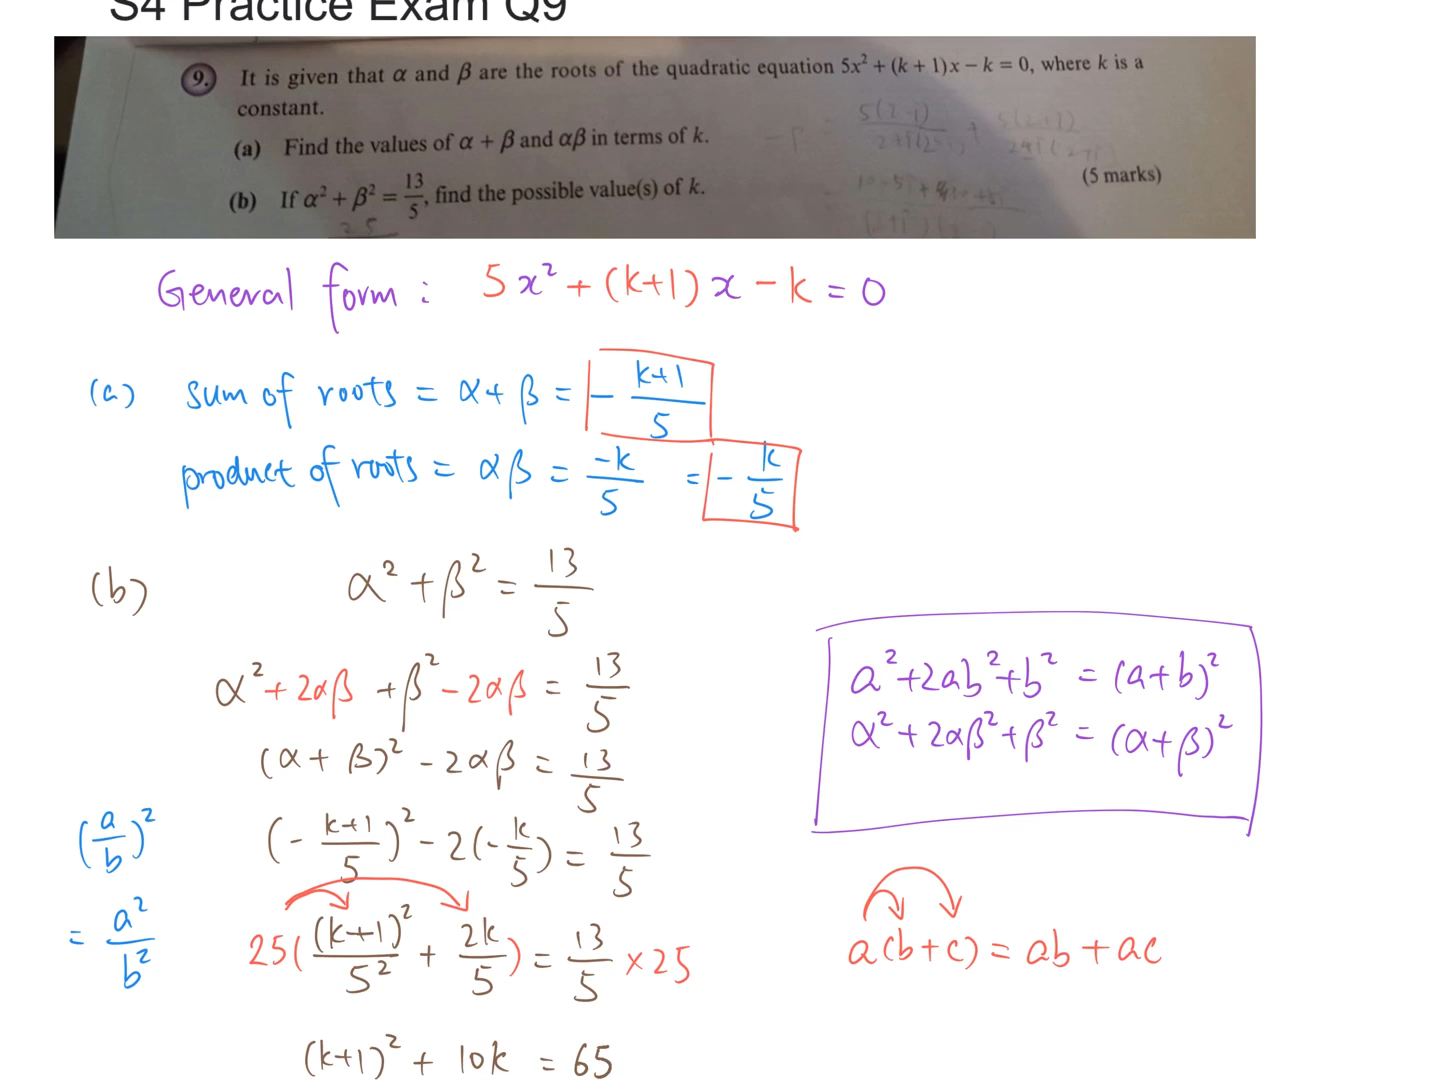 S4 Practice Exam Q9
9. It is given that α and β are the roots of the quadratic equation 5x² + (k + 1)x − k = 0, where k is a
constant.
(a) Find the values of α + β and αβ in terms of k.
(b) If α² + β² = 13/5, find the possible value(s) of k.
(5 marks)
General form : 5x² + (k+1)x − k = 0
(a) sum of roots = α + β = − (k+1)/5
product of roots = αβ = −k/5 = − k/5
(b) α² + β² = 13/5
α² + 2αβ + β² − 2αβ = 13/5
(α + β)² − 2αβ = 13/5
(− (k+1)/5)² − 2(− k/5) = 13/5
25( (k+1)²/5² + 2k/5 ) = 13/5 × 25
(k+1)² + 10k = 65
(a/b)²
= a²/b²
a² + 2ab² + b² = (a+b)²
α² + 2αβ² + β² = (α+β)²
a(b+c) = ab + ac